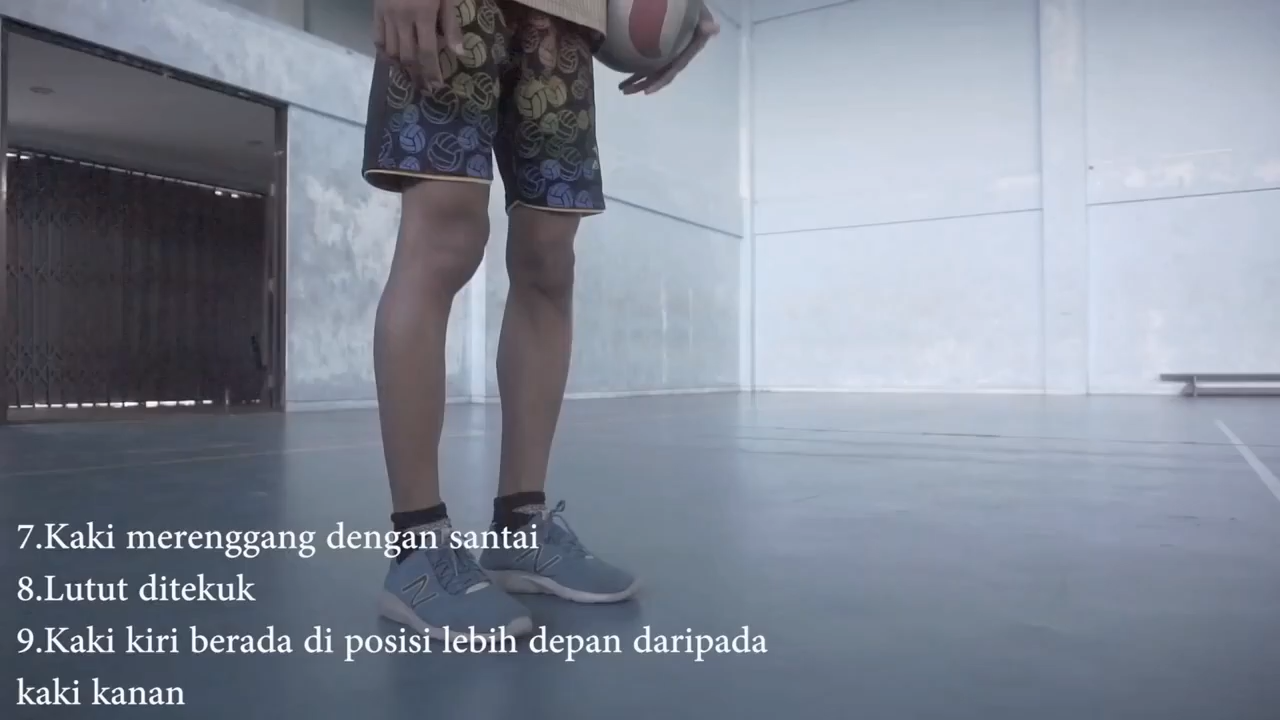 7.Kaki merenggang dengan santai
8.Lutut ditekuk
9.Kaki kiri berada di posisi lebih depan daripada
kaki kanan
N
N